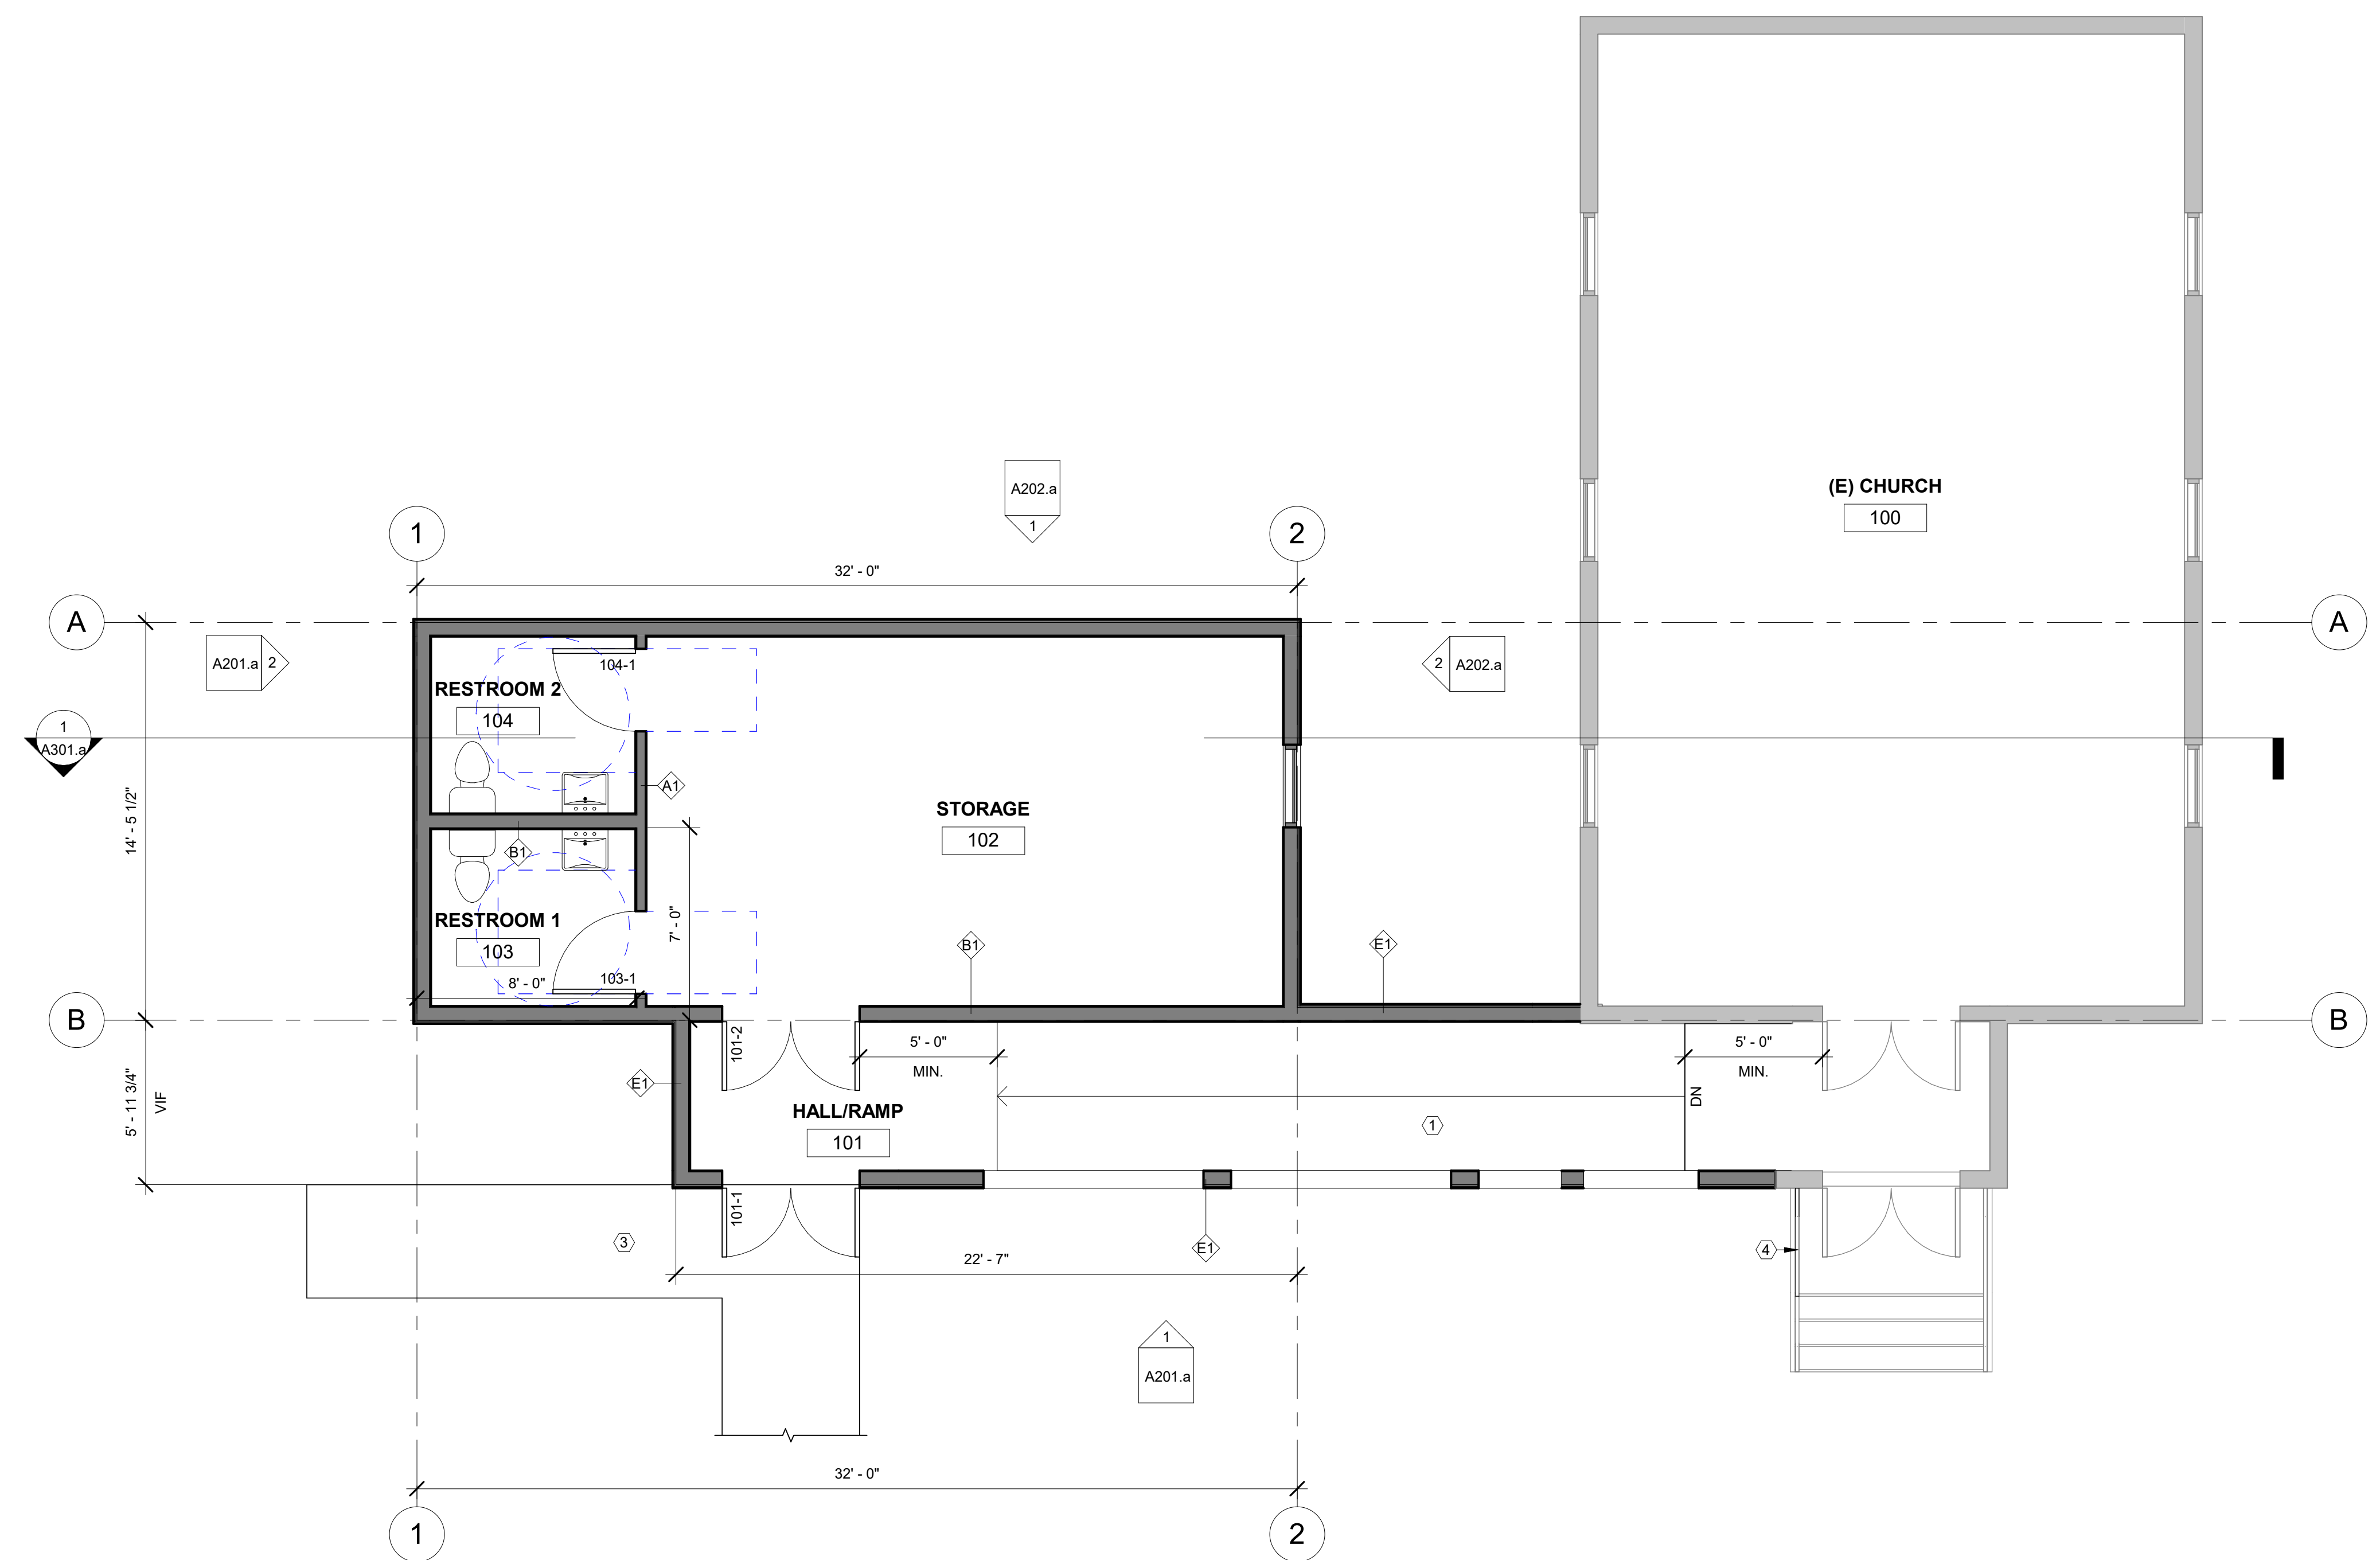 (E) CHURCH
100
A202.a
1
1
2
32' - 0"
A
A
A201.a
2
2
A202.a
104-1
RESTROOM 2
104
1
A301.a
A1
14' - 5 1/2"
STORAGE
102
B1
RESTROOM 1
103
7' - 0"
B1
E1
8' - 0"
103-1
B
B
101-2
5' - 0"
MIN.
5' - 0"
MIN.
E1
DN
5' - 11 3/4"
VIF
HALL/RAMP
101
1
101-1
3
E1
4
22' - 7"
1
A201.a
32' - 0"
1
2